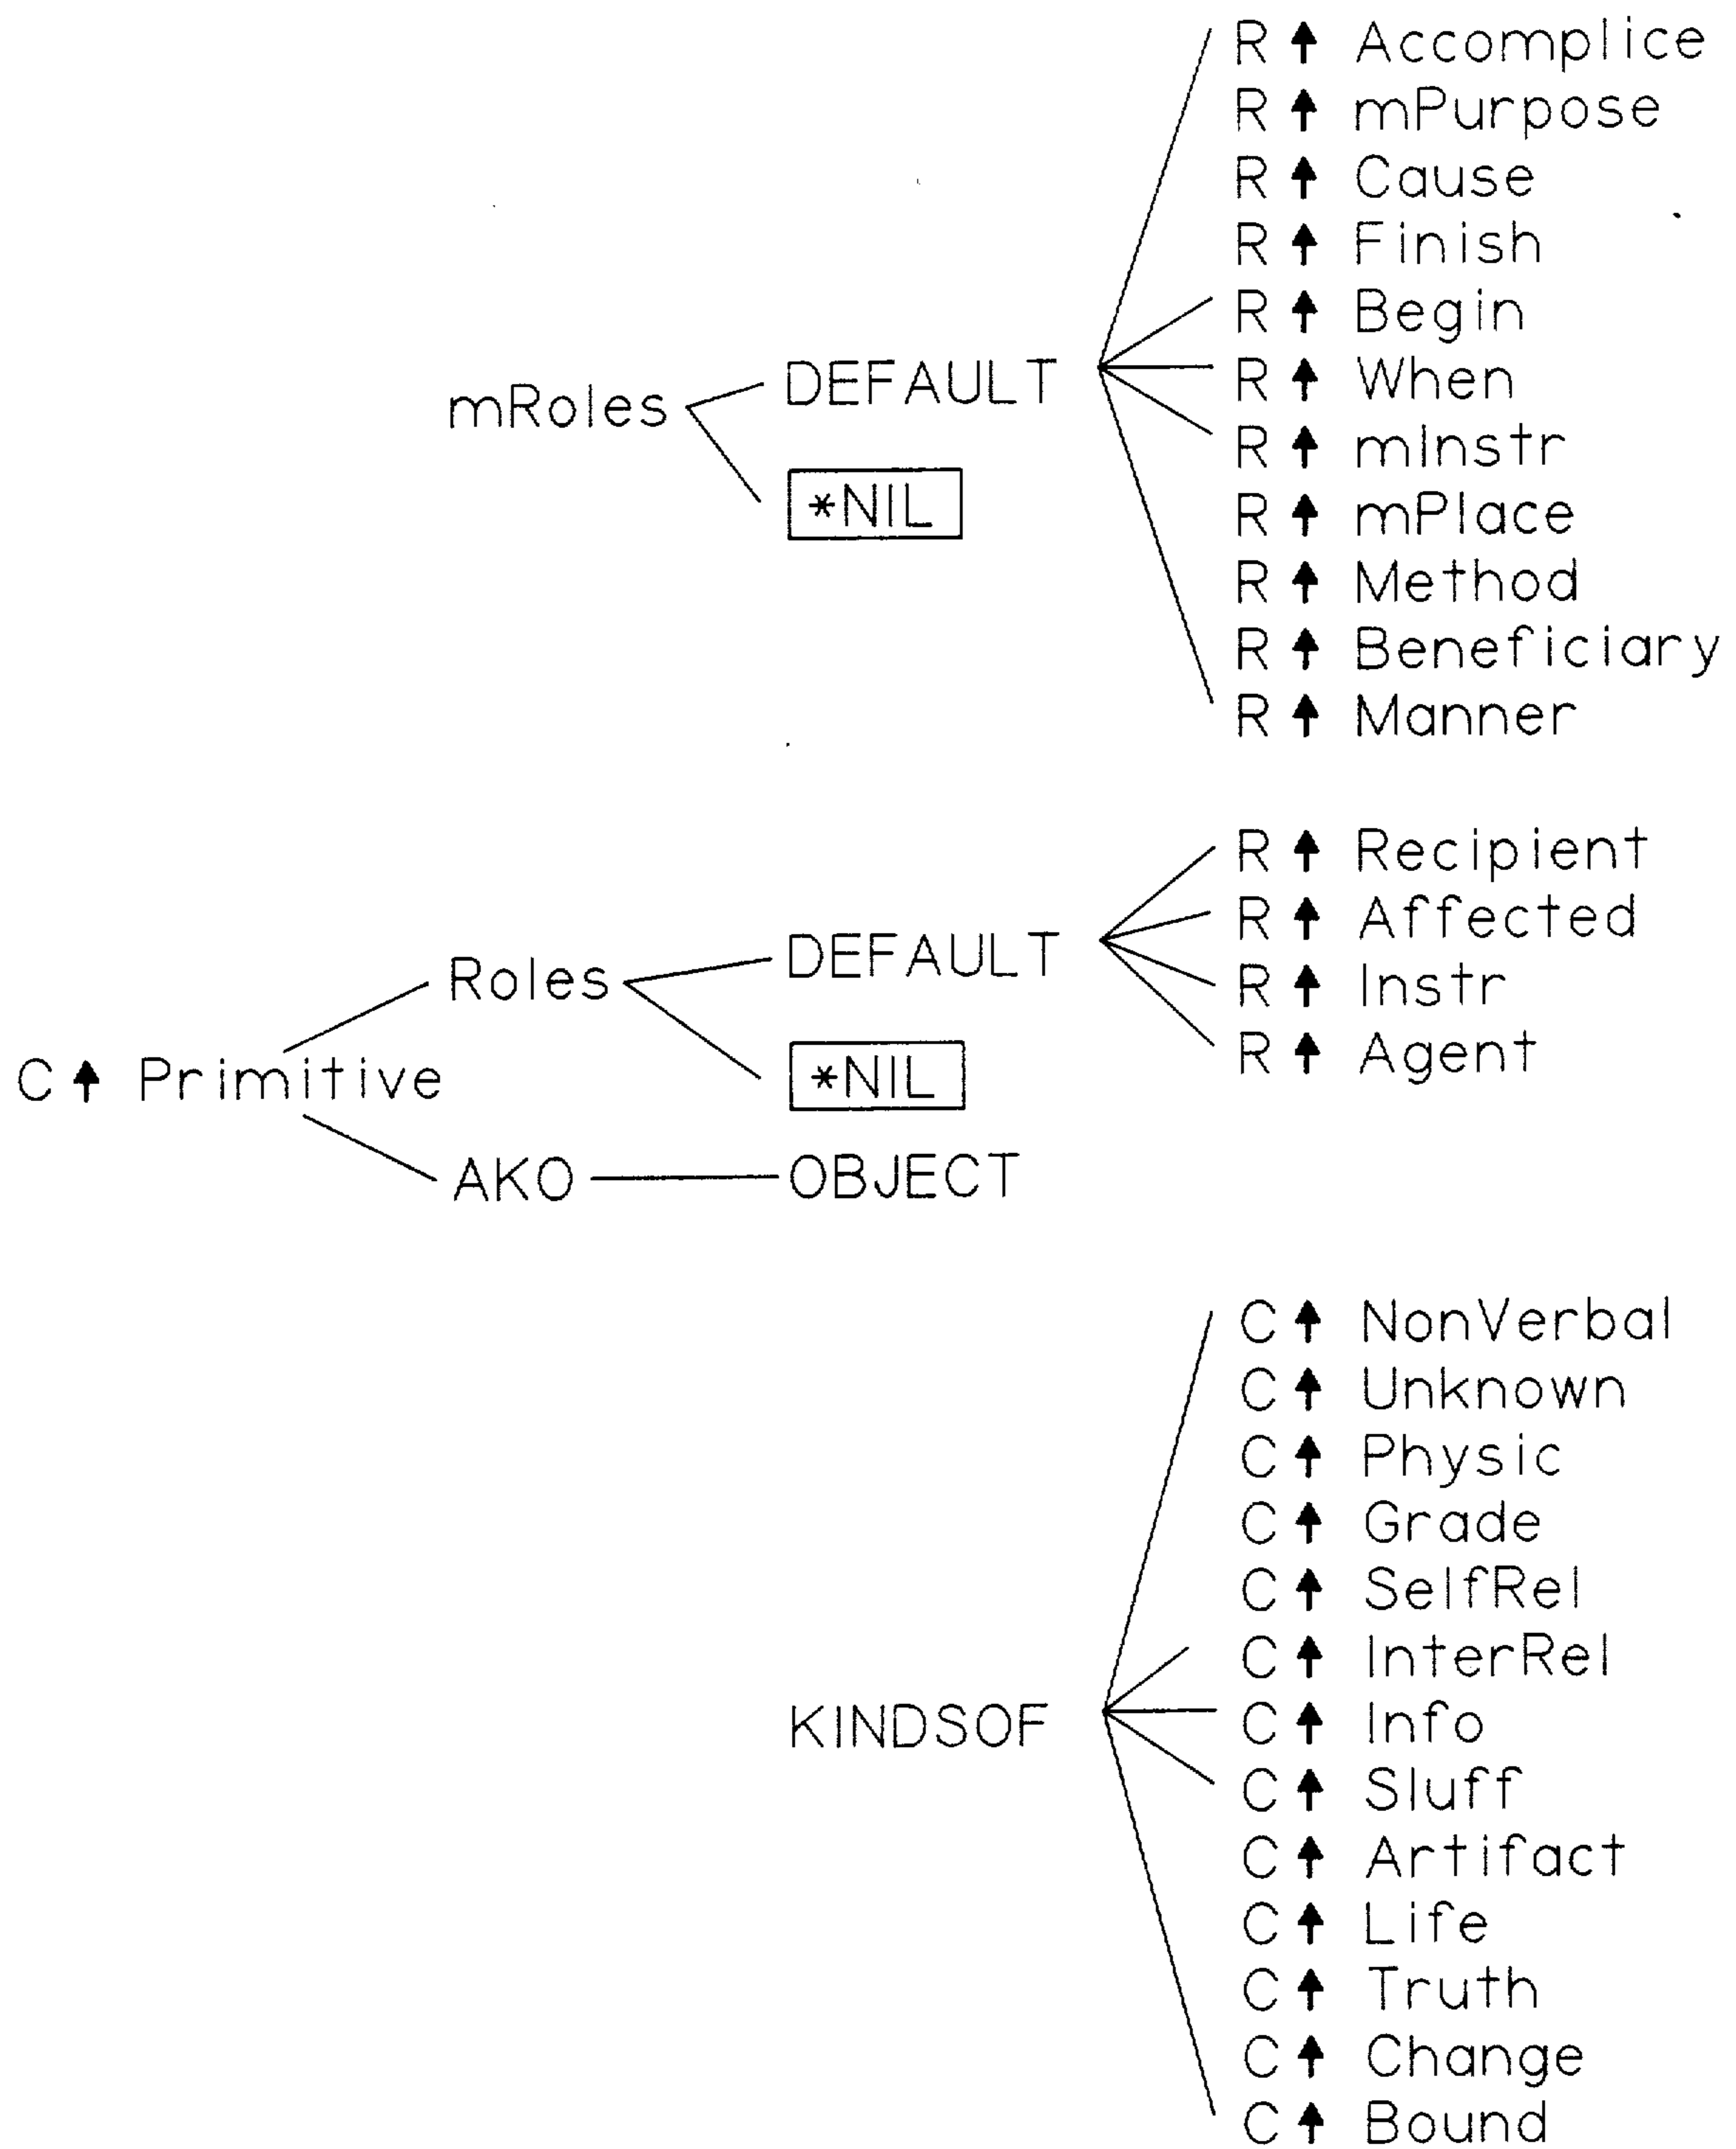 R ↑ Accomplice
R ↑ mPurpose
R ↑ Cause
R ↑ Finish
R ↑ Begin
mRoles DEFAULT R ↑ When
R ↑ mInstr
*NIL R ↑ mPlace
R ↑ Method
R ↑ Beneficiary
R ↑ Manner
R ↑ Recipient
R ↑ Affected
Roles DEFAULT R ↑ Instr
C ↑ Primitive *NIL R ↑ Agent
AKO OBJECT
C ↑ NonVerbal
C ↑ Unknown
C ↑ Physic
C ↑ Grade
C ↑ SelfRel
C ↑ InterRel
KINDSOF C ↑ Info
C ↑ Sluff
C ↑ Artifact
C ↑ Life
C ↑ Truth
C ↑ Change
C ↑ Bound